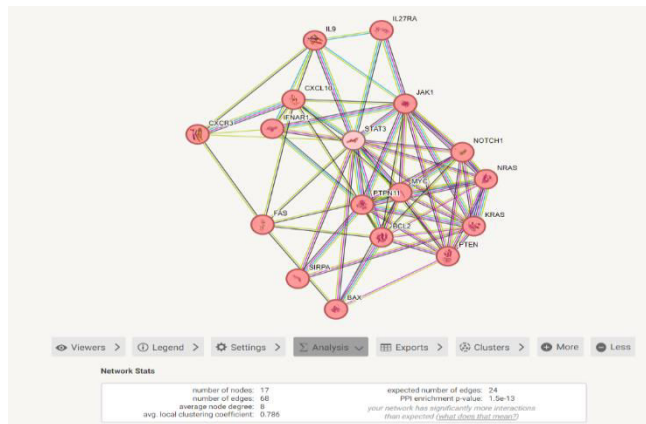 IL9
IL27RA
CXCL10
JAK1
CXCR3
IFNAR1
STAT3
NOTCH1
NRAS
MYC
PTPN11
KRAS
FAS
BCL2
PTEN
SIRPA
BAX
Viewers > Legend > Settings > Analysis Exports > Clusters > More Less
Network Stats
number of nodes: 17
number of edges: 68
average node degree: 8
avg. local clustering coefficient: 0.786
expected number of edges: 24
PPI enrichment p-value: 1.5e-13
your network has significantly more interactions
than expected (what does that mean?)